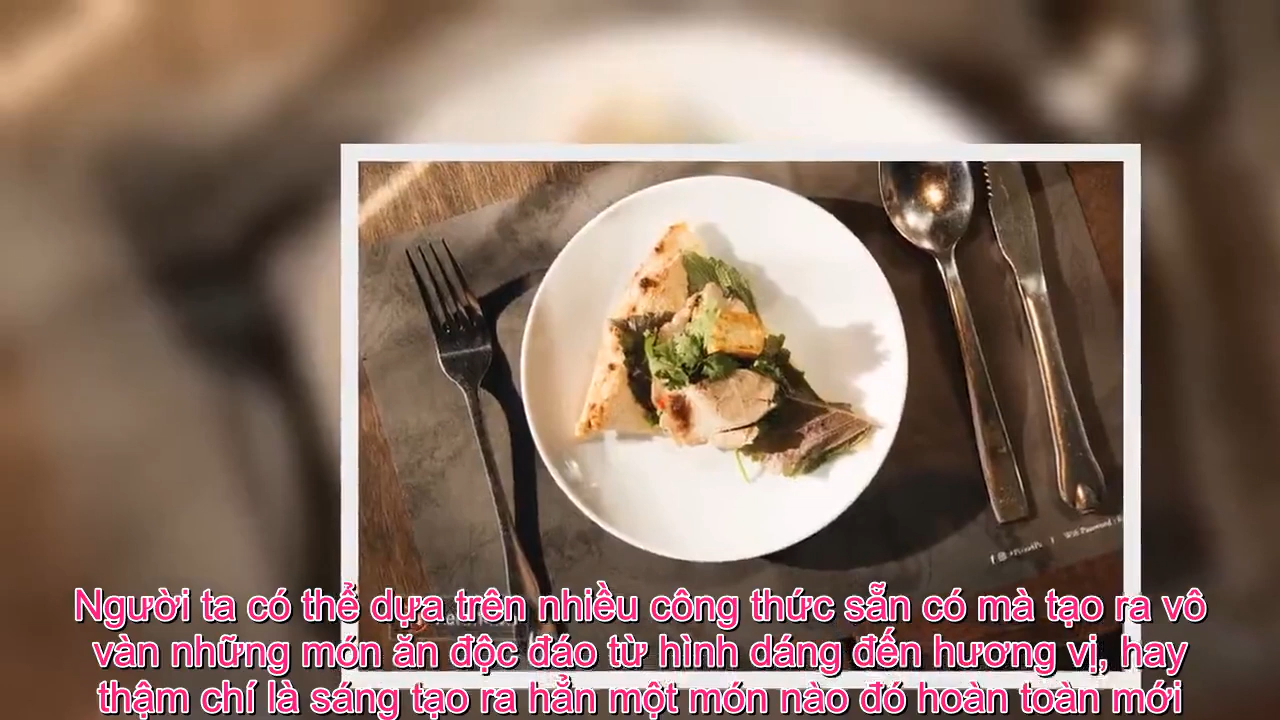 Wifi Password :
Người ta có thể dựa trên nhiều công thức sẵn có mà tạo ra vô
vàn những món ăn độc đáo từ hình dáng đến hương vị, hay
thậm chí là sáng tạo ra hẳn một món nào đó hoàn toàn mới